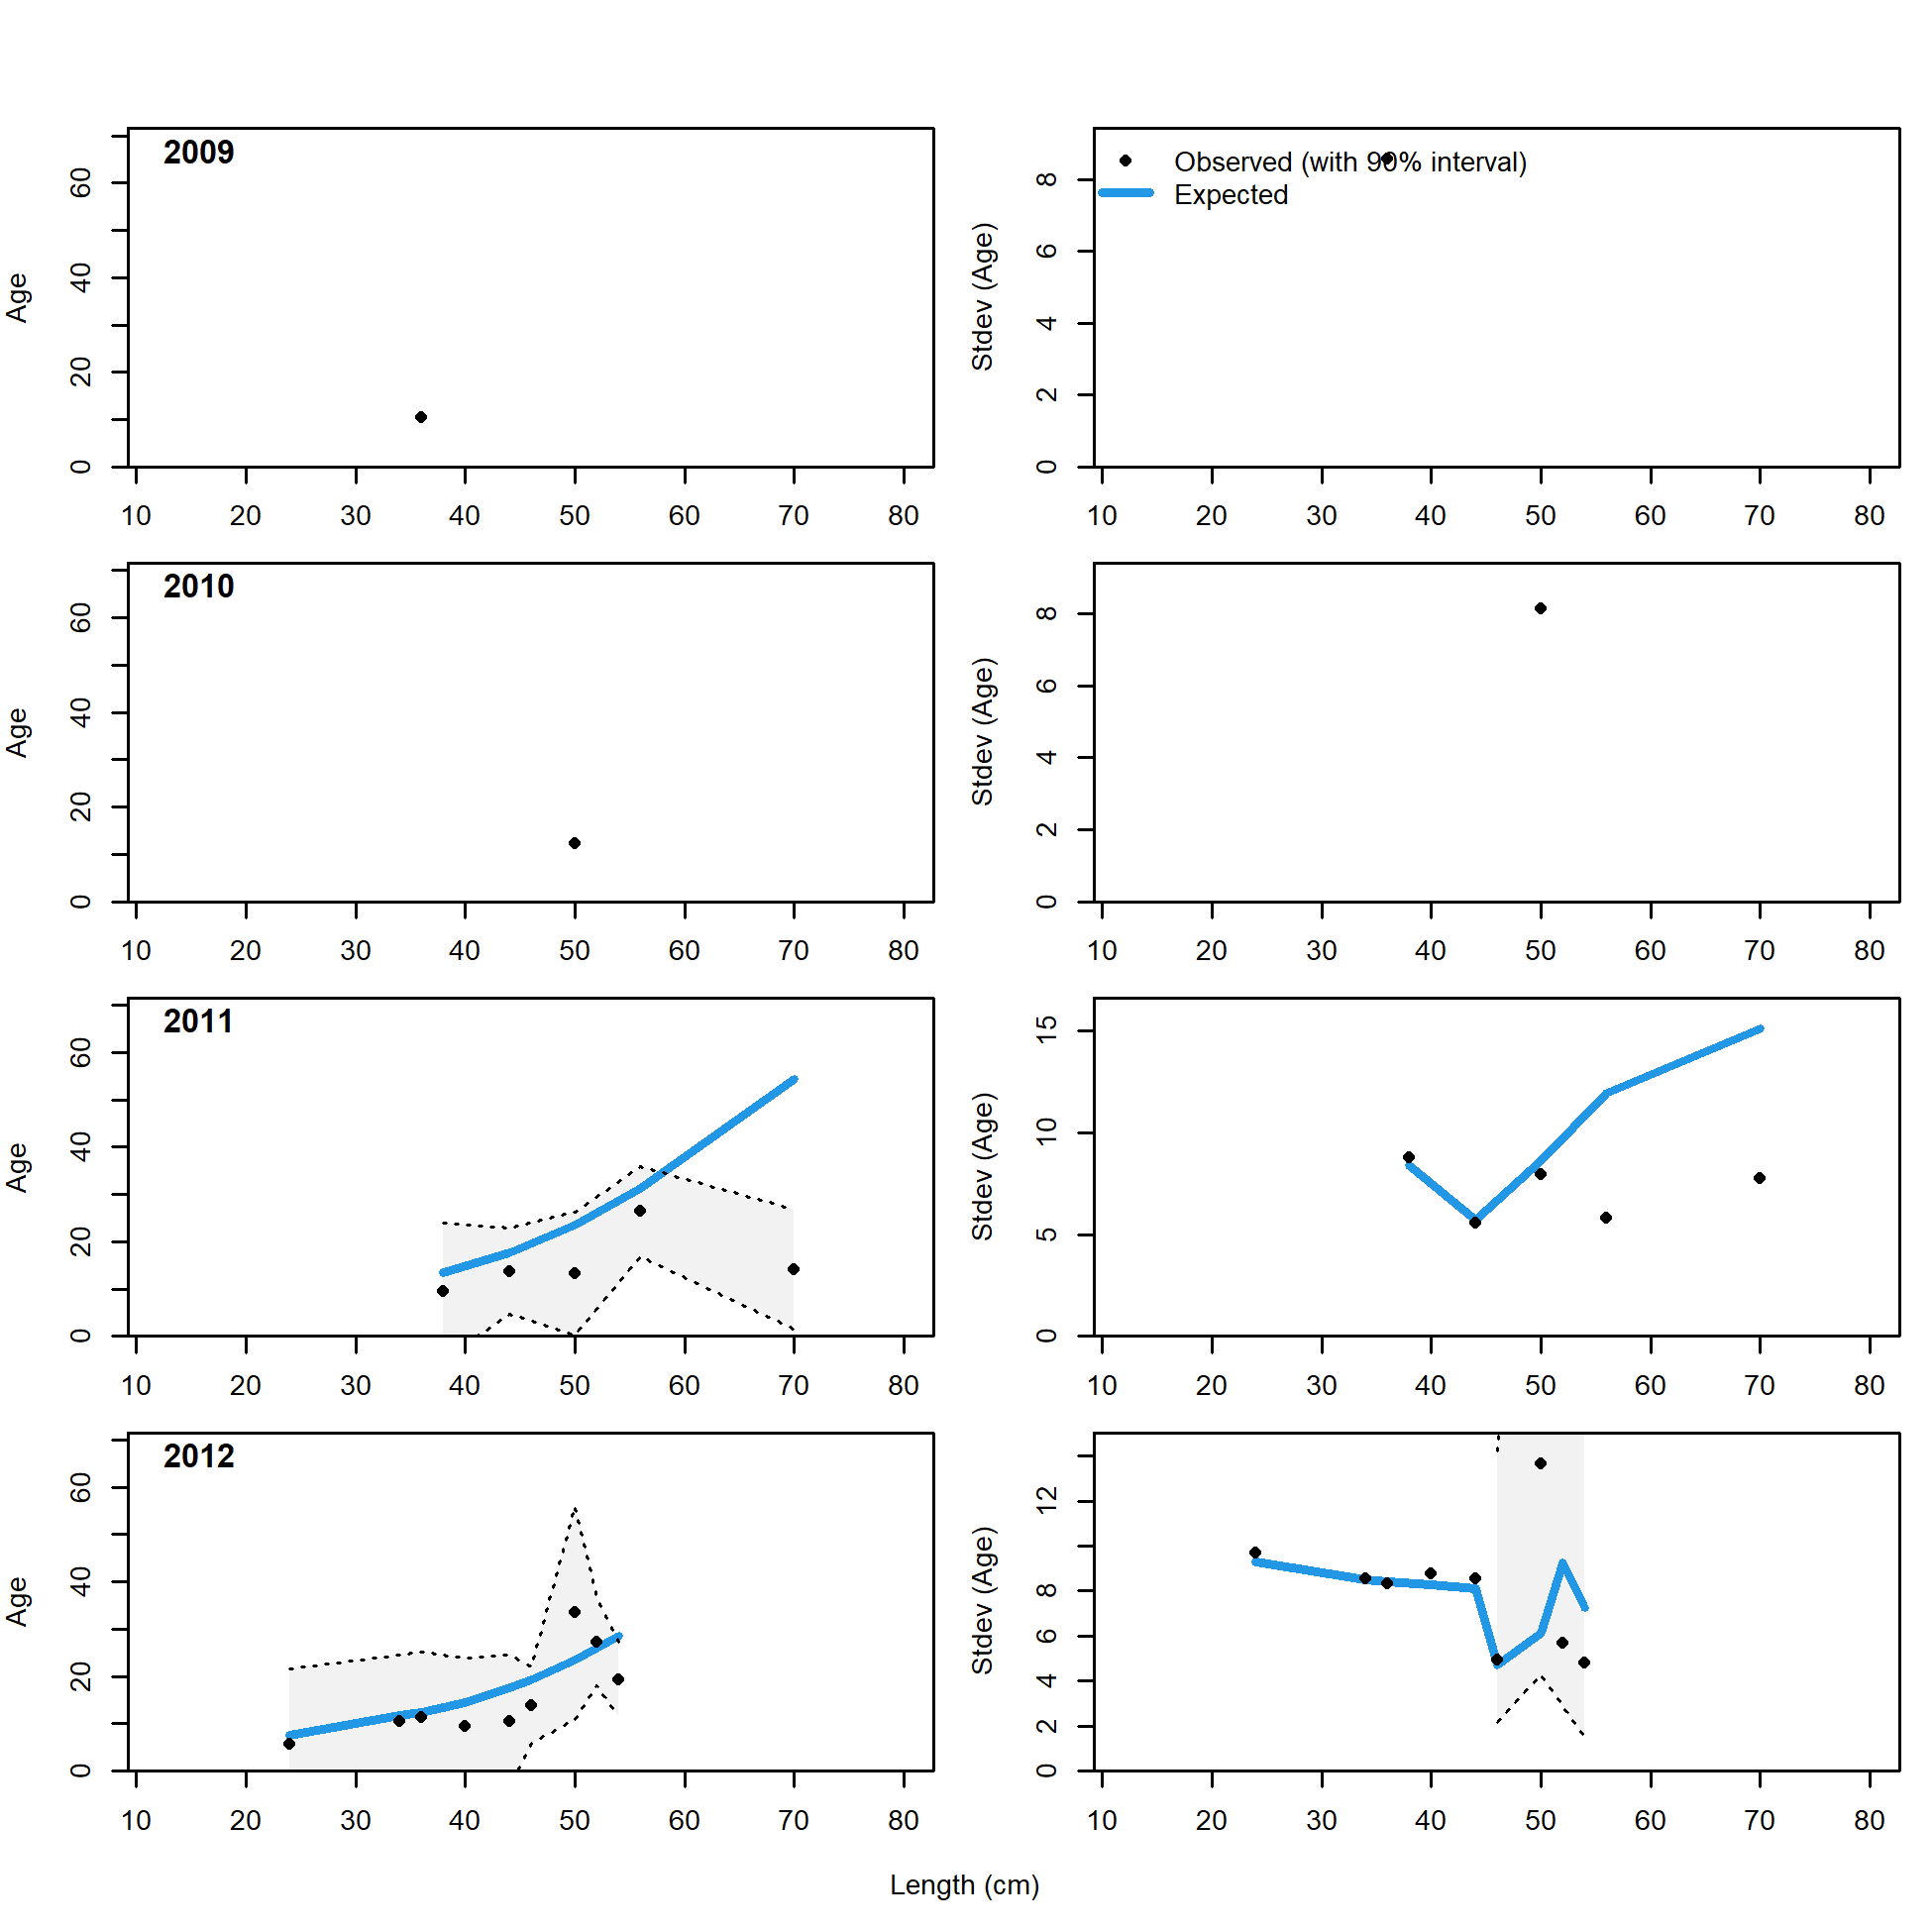 2009
Age
0 20 40 60
10 20 30 40 50 60 70 80
Observed (with 90% interval)
Expected
Stdev (Age)
0 2 4 6 8
10 20 30 40 50 60 70 80
2010
Age
0 20 40 60
10 20 30 40 50 60 70 80
Stdev (Age)
0 2 4 6 8
10 20 30 40 50 60 70 80
2011
Age
0 20 40 60
10 20 30 40 50 60 70 80
Stdev (Age)
0 5 10 15
10 20 30 40 50 60 70 80
2012
Age
0 20 40 60
10 20 30 40 50 60 70 80
Stdev (Age)
0 2 4 6 8 12
10 20 30 40 50 60 70 80
Length (cm)